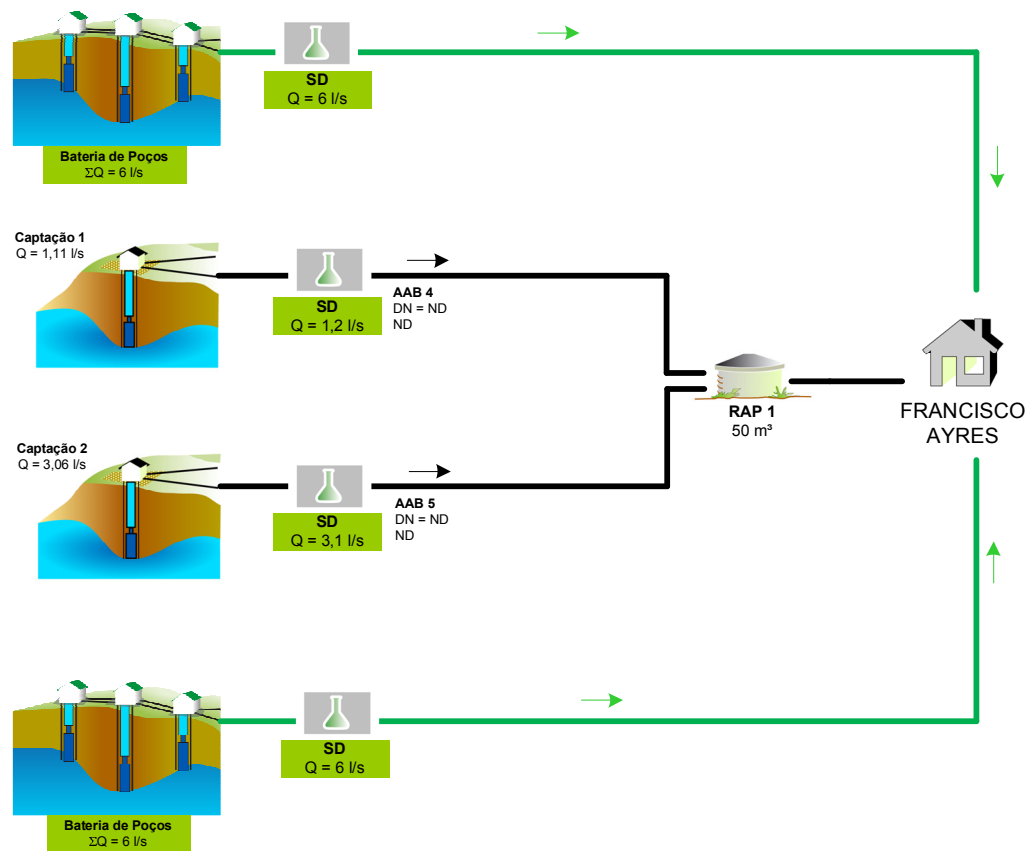 SD
Q = 6 l/s
Bateria de Poços
ΣQ = 6 l/s
Captação 1
Q = 1,11 l/s
SD
Q = 1,2 l/s
AAB 4
DN = ND
ND
RAP 1
50 m³
FRANCISCO
AYRES
Captação 2
Q = 3,06 l/s
SD
Q = 3,1 l/s
AAB 5
DN = ND
ND
SD
Q = 6 l/s
Bateria de Poços
ΣQ = 6 l/s